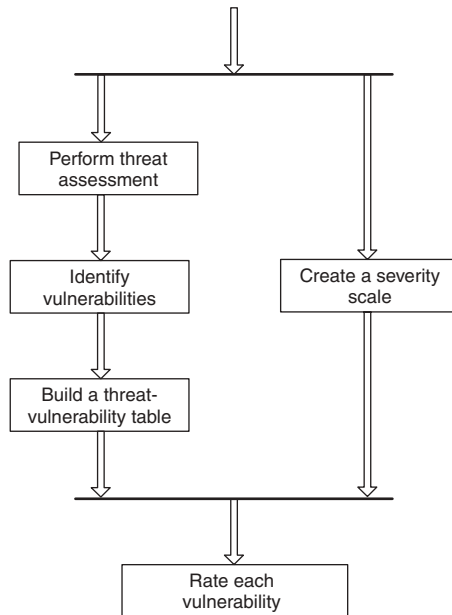 Perform threat
assessment
Identify
vulnerabilities
Create a severity
scale
Build a threat-
vulnerability table
Rate each
vulnerability